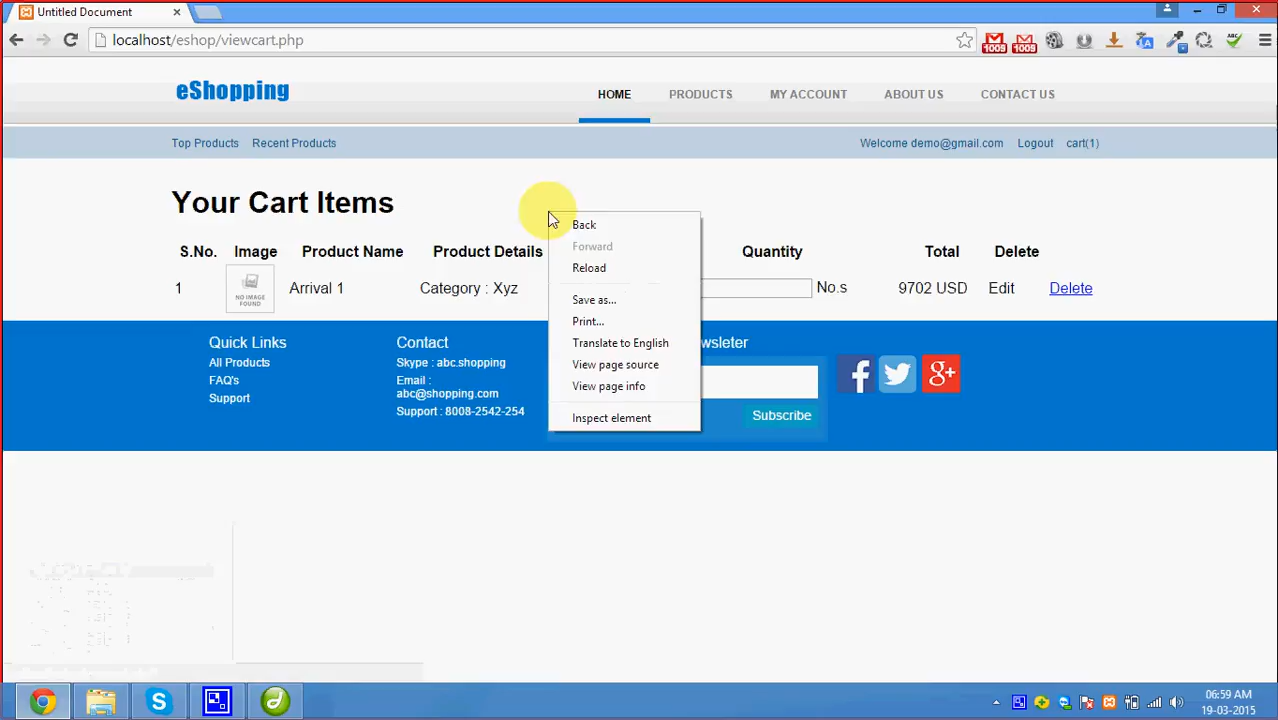 Untitled Document
localhost/eshop/viewcart.php
1009 1009 ABC
eShopping
HOME PRODUCTS MY ACCOUNT ABOUT US CONTACT US
Top Products Recent Products Welcome demo@gmail.com Logout cart(1)
Your Cart Items
S.No. Image Product Name Product Details Quantity Total Delete
1 NO IMAGE FOUND Arrival 1 Category : Xyz No.s 9702 USD Edit Delete
Back
Forward
Reload
Save as...
Print...
Translate to English
View page source
View page info
Inspect element
Quick Links
All Products
FAQ's
Support
Contact
Skype : abc.shopping
Email :
abc@shopping.com
Support : 8008-2542-254
wsleter
Subscribe
06:59 AM
19-03-2015